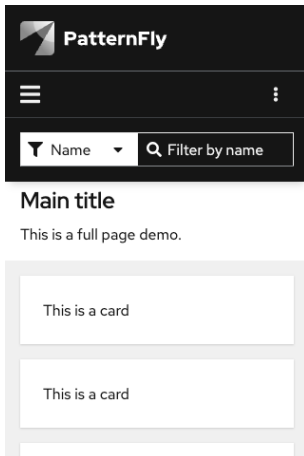 PatternFly
Name
Filter by name
Main title
This is a full page demo.
This is a card
This is a card